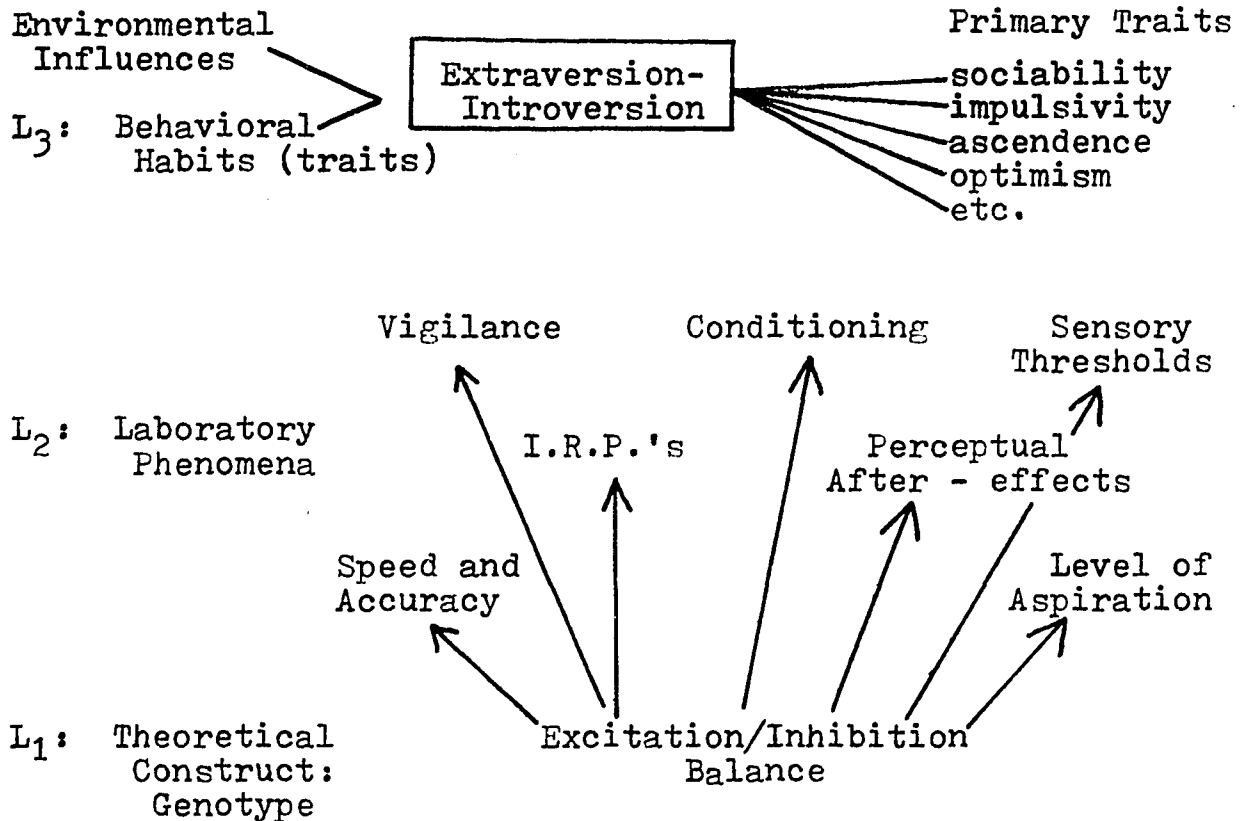 Environmental
Influences
Primary Traits
Extraversion-
Introversion
sociability
impulsivity
ascendence
optimism
etc.
L3: Behavioral
Habits (traits)
Vigilance
Conditioning
Sensory
Thresholds
L2: Laboratory
Phenomena
I.R.P.'s
Perceptual
After - effects
Speed and
Accuracy
Level of
Aspiration
L1: Theoretical
Construct:
Genotype
Excitation/Inhibition
Balance